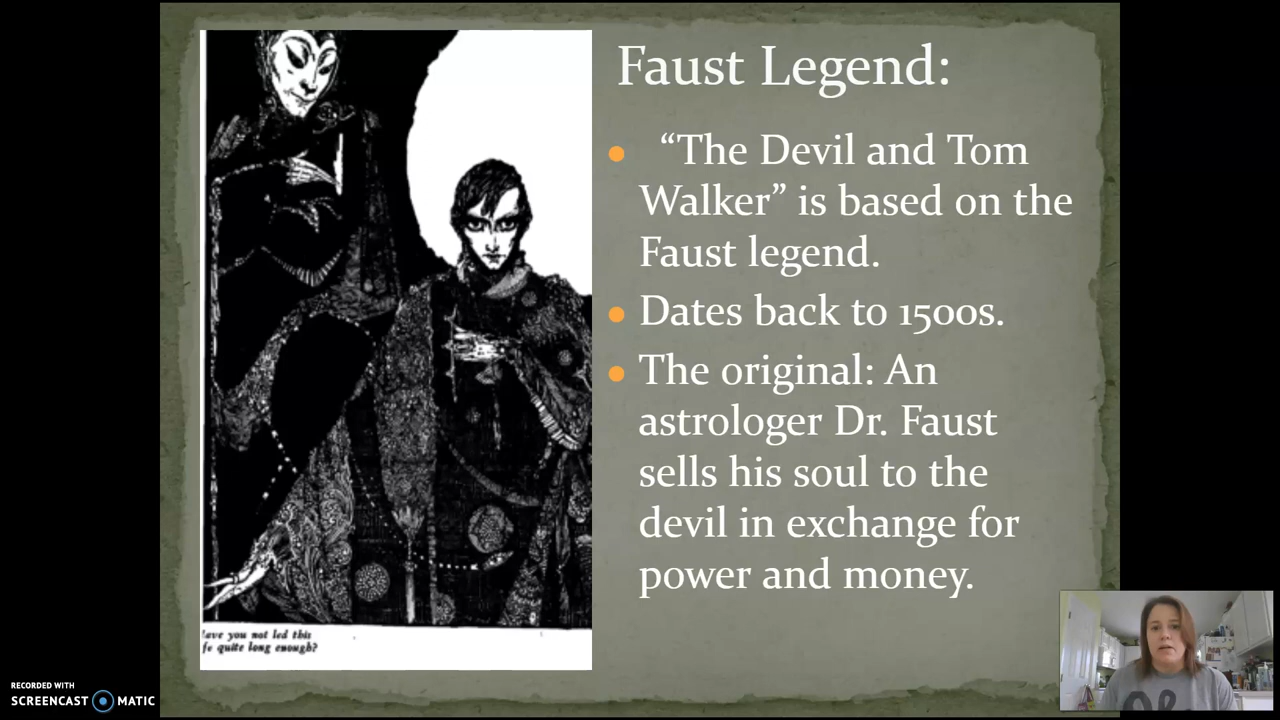 Faust Legend:
“The Devil and Tom
Walker” is based on the
Faust legend.
Dates back to 1500s.
The original: An
astrologer Dr. Faust
sells his soul to the
devil in exchange for
power and money.
ave you not led this
fe quite long enough?
RECORDED WITH
SCREENCAST MATIC